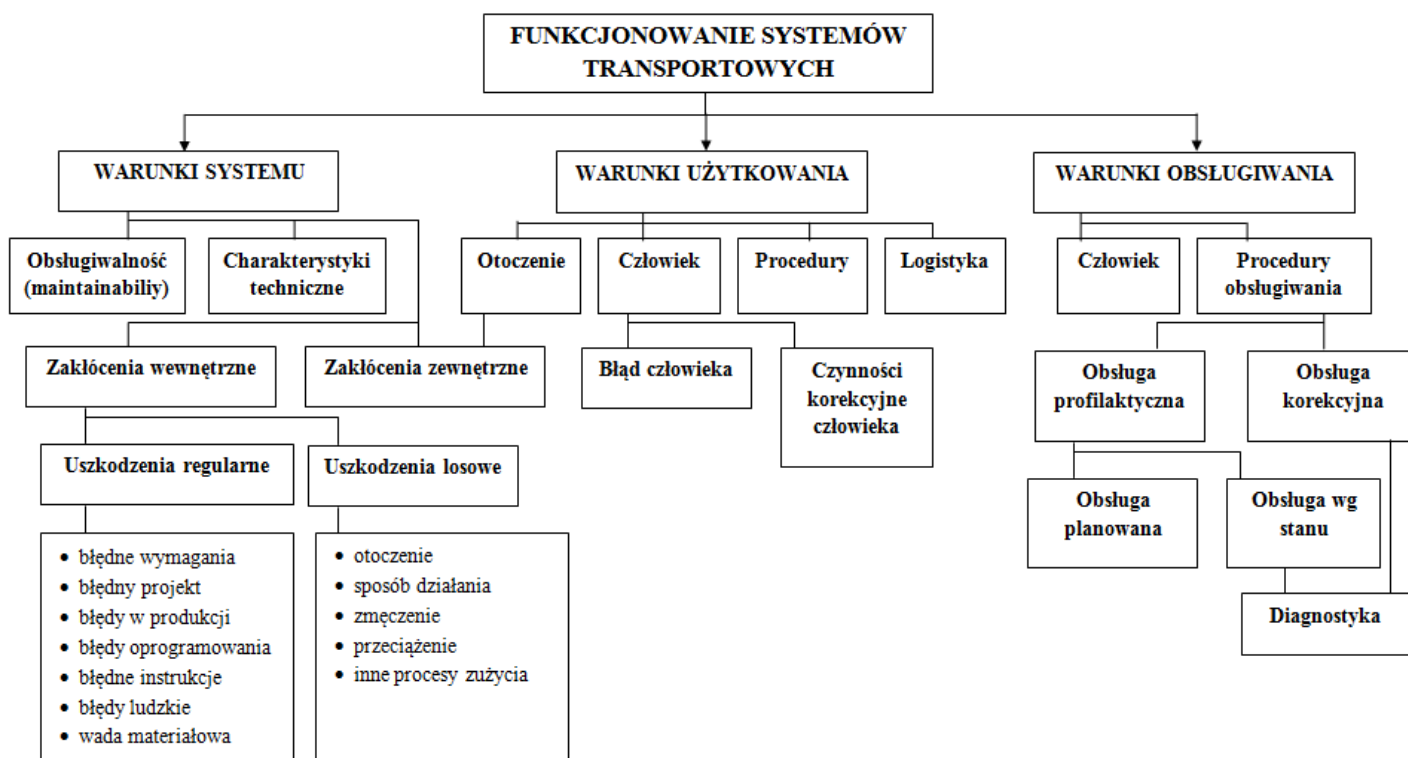 FUNKCJONOWANIE SYSTEMÓW
TRANSPORTOWYCH
WARUNKI SYSTEMU
WARUNKI UŻYTKOWANIA
WARUNKI OBSŁUGIWANIA
Obsługiwalność
(maintainabiliy)
Charakterystyki
techniczne
Otoczenie
Człowiek
Procedury
Logistyka
Człowiek
Procedury
obsługiwania
Zakłócenia wewnętrzne
Zakłócenia zewnętrzne
Błąd człowieka
Czynności
korekcyjne
człowieka
Obsługa
profilaktyczna
Obsługa
korekcyjna
Uszkodzenia regularne
Uszkodzenia losowe
Obsługa
planowana
Obsługa wg
stanu
Diagnostyka
• błędne wymagania
• błędny projekt
• błędy w produkcji
• błędy oprogramowania
• błędne instrukcje
• błędy ludzkie
• wada materiałowa
• otoczenie
• sposób działania
• zmęczenie
• przeciążenie
• inne procesy zużycia